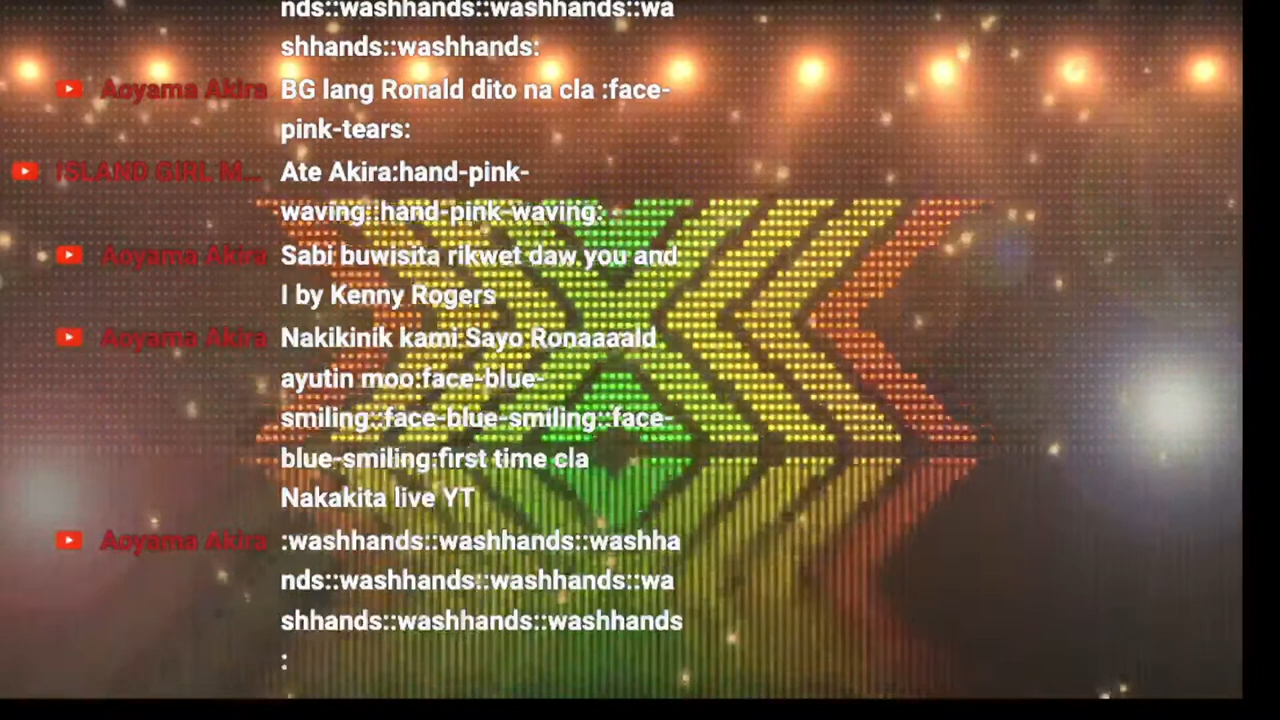 nds::washhands::washhands::wa
shhands::washhands:
Aoyama Akira BG lang Ronald dito na cla :face-
pink-tears:
ISLAND GIRL M... Ate Akira:hand-pink-
waving::hand-pink-waving:
Aoyama Akira Sabi buwisita rikwet daw you and
I by Kenny Rogers
Aoyama Akira Nakikinik kami Sayo Ronaaaald
ayutin moo:face-blue-
smiling::face-blue-smiling::face-
blue-smiling:first time cla
Nakakita live YT
Aoyama Akira :washhands::washhands::washha
nds::washhands::washhands::wa
shhands::washhands::washhands
: